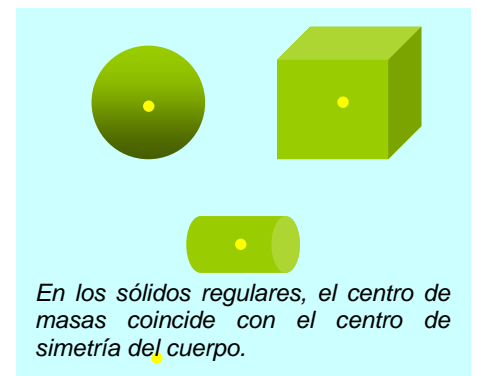 En los sólidos regulares, el centro de
masas coincide con el centro de
simetría del cuerpo.